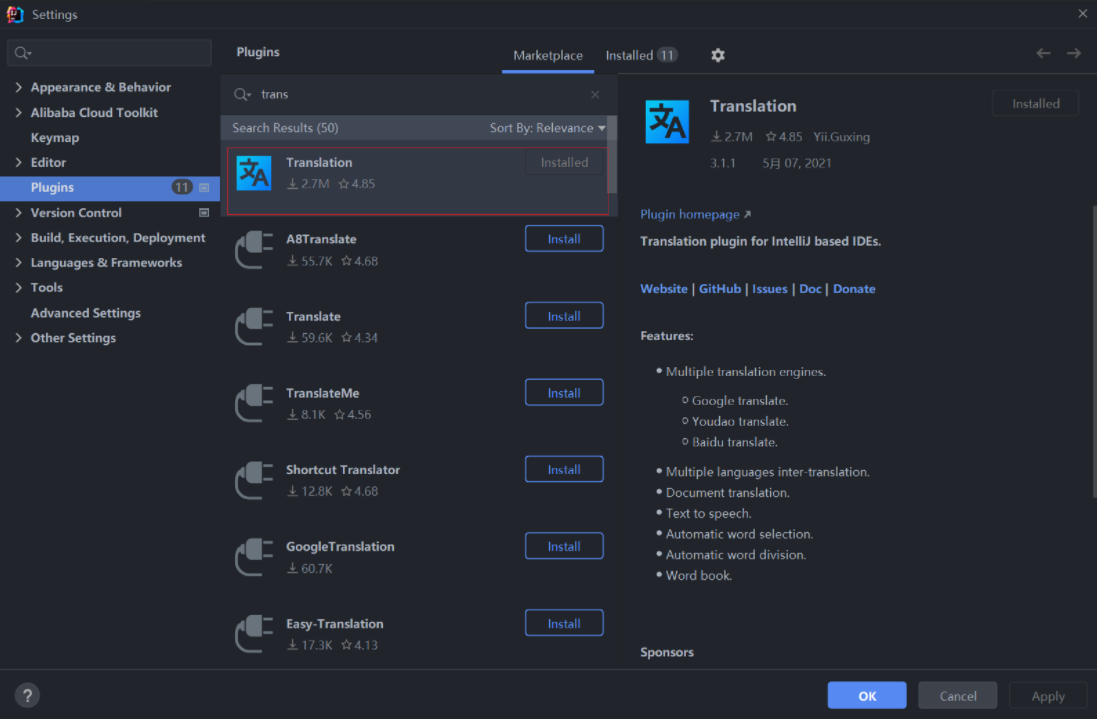 Settings
Plugins
Marketplace
Installed 11
Appearance & Behavior
Alibaba Cloud Toolkit
Keymap
Editor
Plugins 11
Version Control
Build, Execution, Deployment
Languages & Frameworks
Tools
Advanced Settings
Other Settings
trans
Search Results (50)
Sort By: Relevance
文A
Translation
Installed
2.7M 4.85
A8Translate
Install
55.7K 4.68
Translate
Install
59.6K 4.34
TranslateMe
Install
8.1K 4.56
Shortcut Translator
Install
12.8K 4.68
GoogleTranslation
Install
60.7K
Easy-Translation
Install
17.3K 4.13
文A
Translation
Installed
2.7M 4.85 Yii.Guxing
3.1.1 5月 07, 2021
Plugin homepage
Translation plugin for IntelliJ based IDEs.
Website | GitHub | Issues | Doc | Donate
Features:
Multiple translation engines.
Google translate.
Youdao translate.
Baidu translate.
Multiple languages inter-translation.
Document translation.
Text to speech.
Automatic word selection.
Automatic word division.
Word book.
Sponsors
?
OK
Cancel
Apply